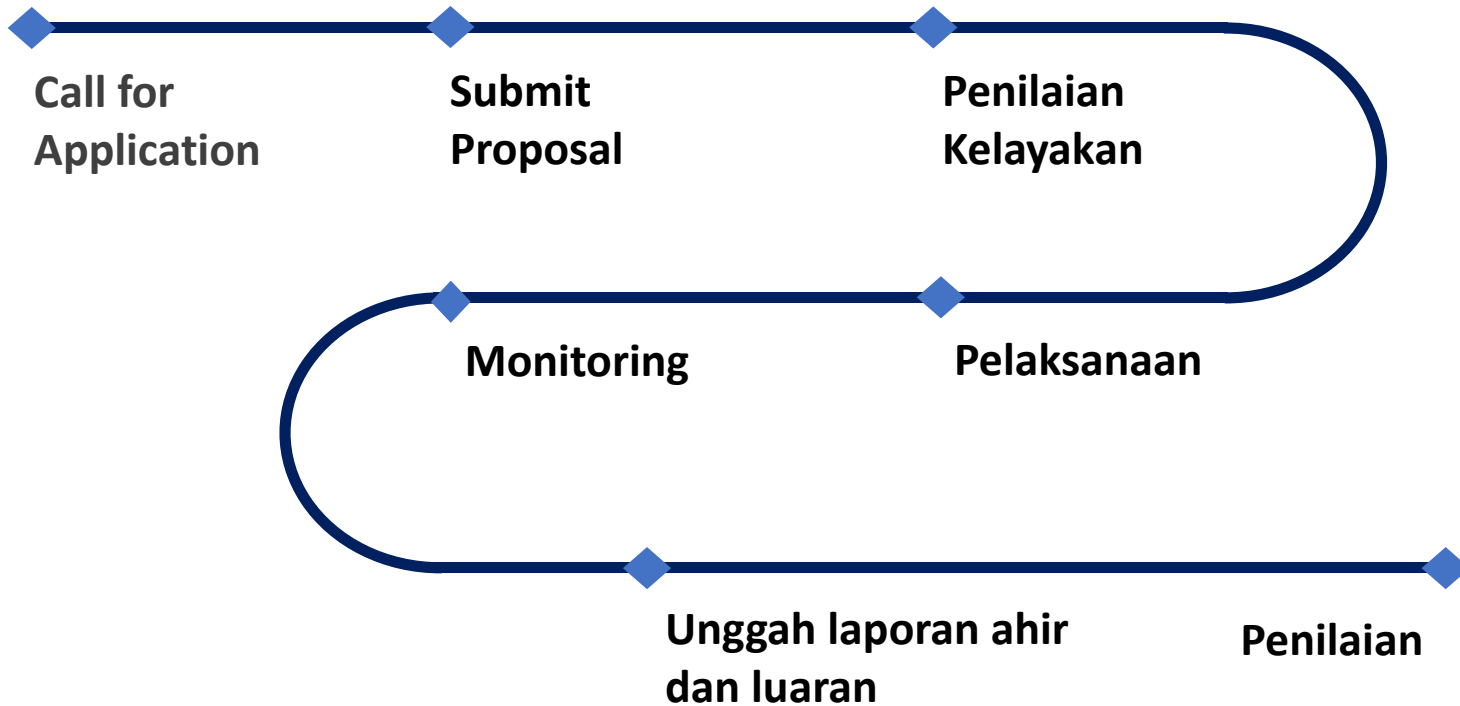 Call for
Application
Submit
Proposal
Penilaian
Kelayakan
Monitoring
Pelaksanaan
Unggah laporan ahir
dan luaran
Penilaian